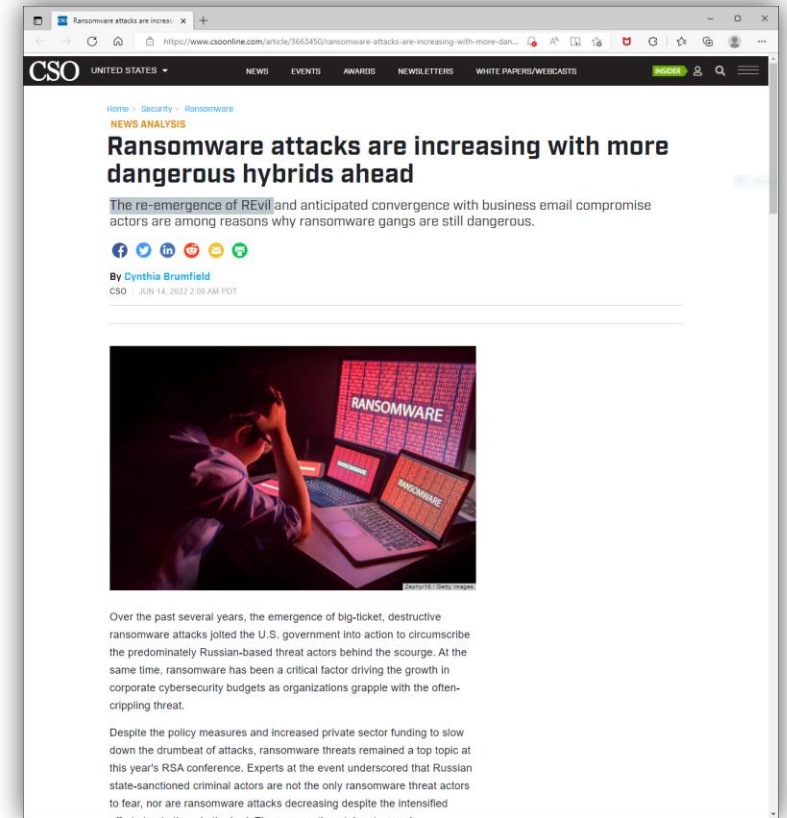 Ransomware attacks are increas
https://www.csoonline.com/article/3663450/ransomware-attacks-are-increasing-with-more-dan...
CSO UNITED STATES NEWS EVENTS AWARDS NEWSLETTERS WHITE PAPERS/WEBCASTS INSIDER
Home > Security > Ransomware
NEWS ANALYSIS
Ransomware attacks are increasing with more
dangerous hybrids ahead
The re-emergence of REvil and anticipated convergence with business email compromise
actors are among reasons why ransomware gangs are still dangerous.
By Cynthia Brumfield
CSO | JUN 14, 2022 2:00 AM PDT
RANSOMWARE
RANSOMWARE
RANSOMWARE
Zephyr18 / Getty Images
Over the past several years, the emergence of big-ticket, destructive
ransomware attacks jolted the U.S. government into action to circumscribe
the predominately Russian-based threat actors behind the scourge. At the
same time, ransomware has been a critical factor driving the growth in
corporate cybersecurity budgets as organizations grapple with the often-
crippling threat.
Despite the policy measures and increased private sector funding to slow
down the drumbeat of attacks, ransomware threats remained a top topic at
this year's RSA conference. Experts at the event underscored that Russian
state-sanctioned criminal actors are not the only ransomware threat actors
to fear, nor are ransomware attacks decreasing despite the intensified